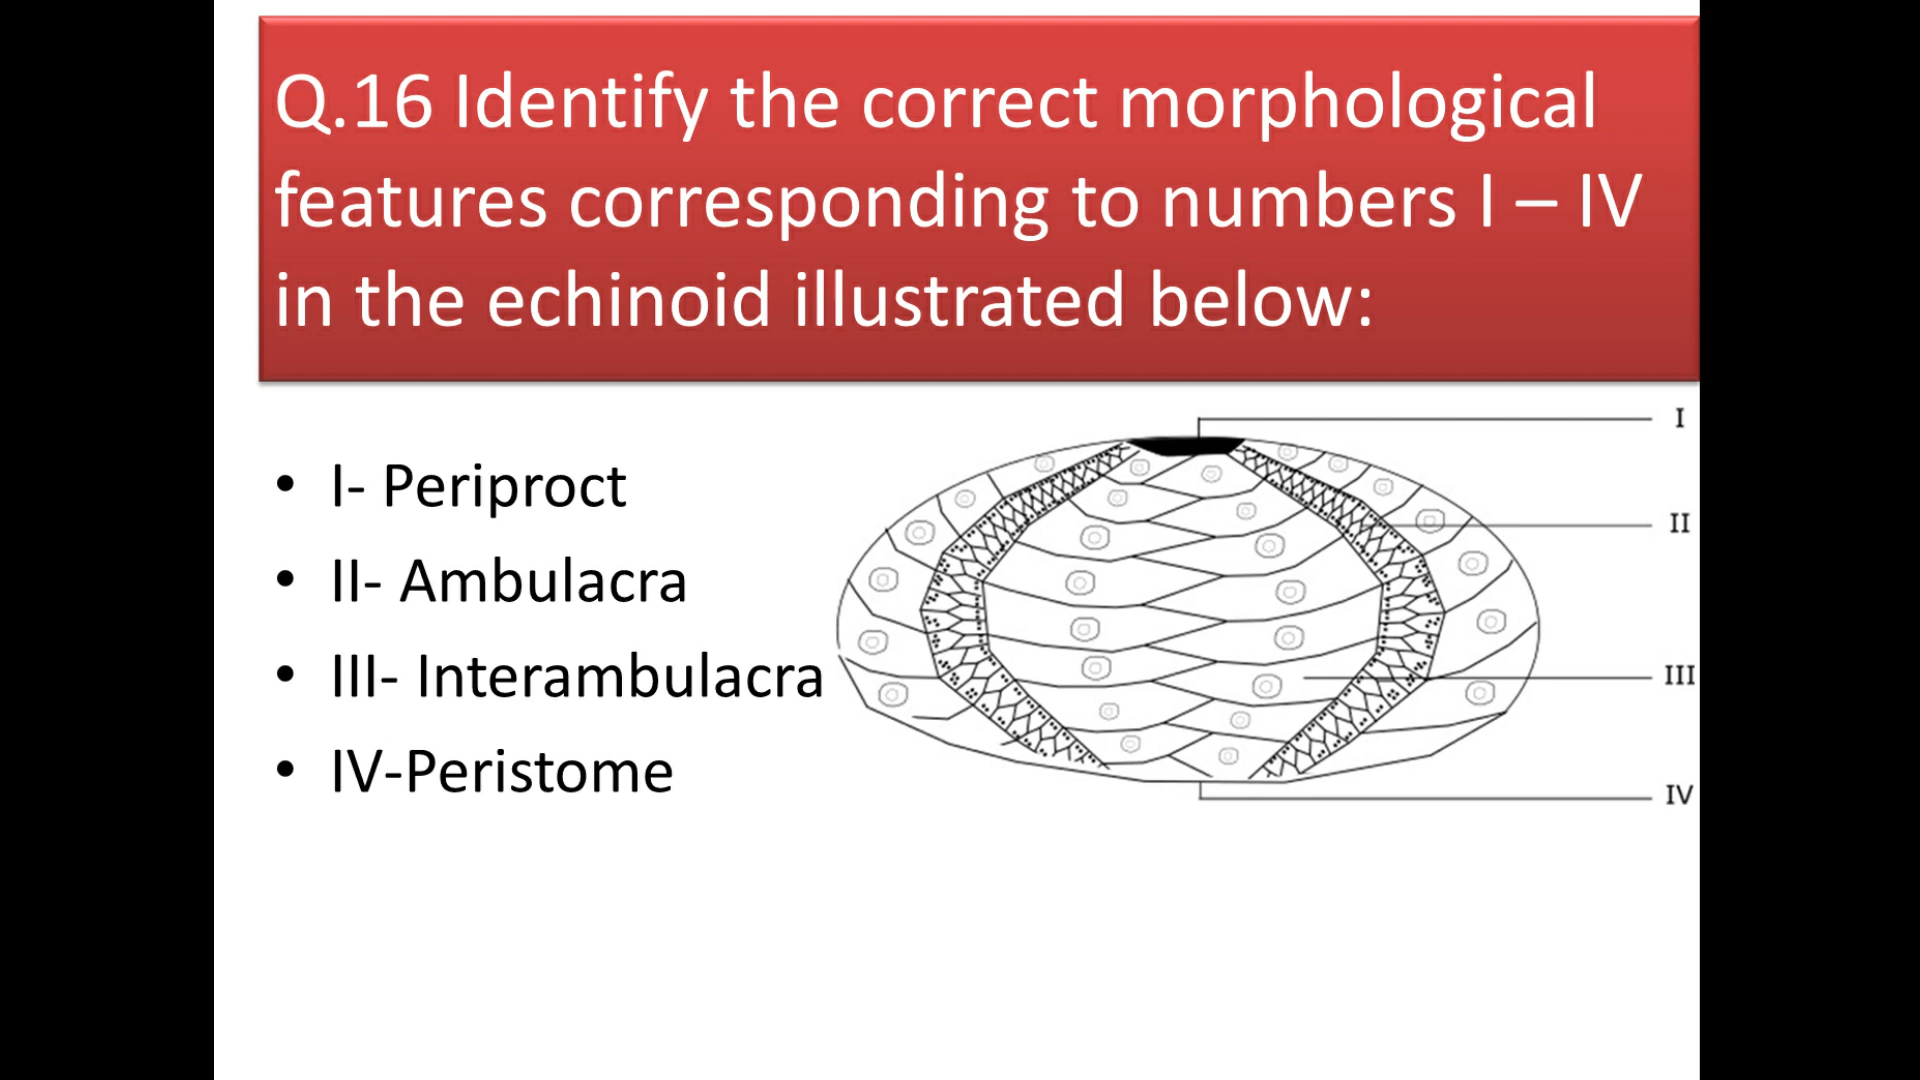 Q.16 Identify the correct morphological
features corresponding to numbers I – IV
in the echinoid illustrated below:
• I- Periproct
• II- Ambulacra
• III- Interambulacra
• IV-Peristome
I
II
III
IV